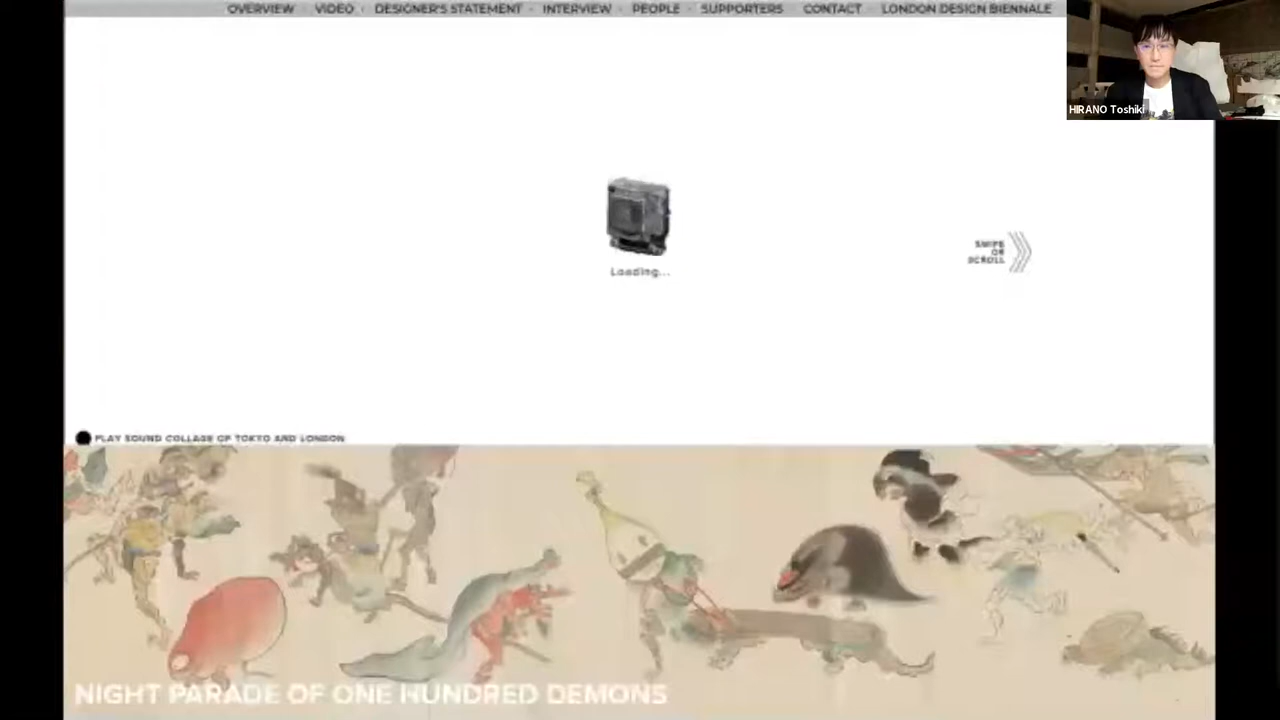 OVERVIEW · VIDEO · DESIGNER'S STATEMENT · INTERVIEW · PEOPLE · SUPPORTERS · CONTACT · LONDON DESIGN BIENNALE
HIRANO Toshiki
SWIPE
OR
SCROLL
Loading...
PLAY SOUND COLLAGE OF TOKYO AND LONDON
NIGHT PARADE OF ONE HUNDRED DEMONS